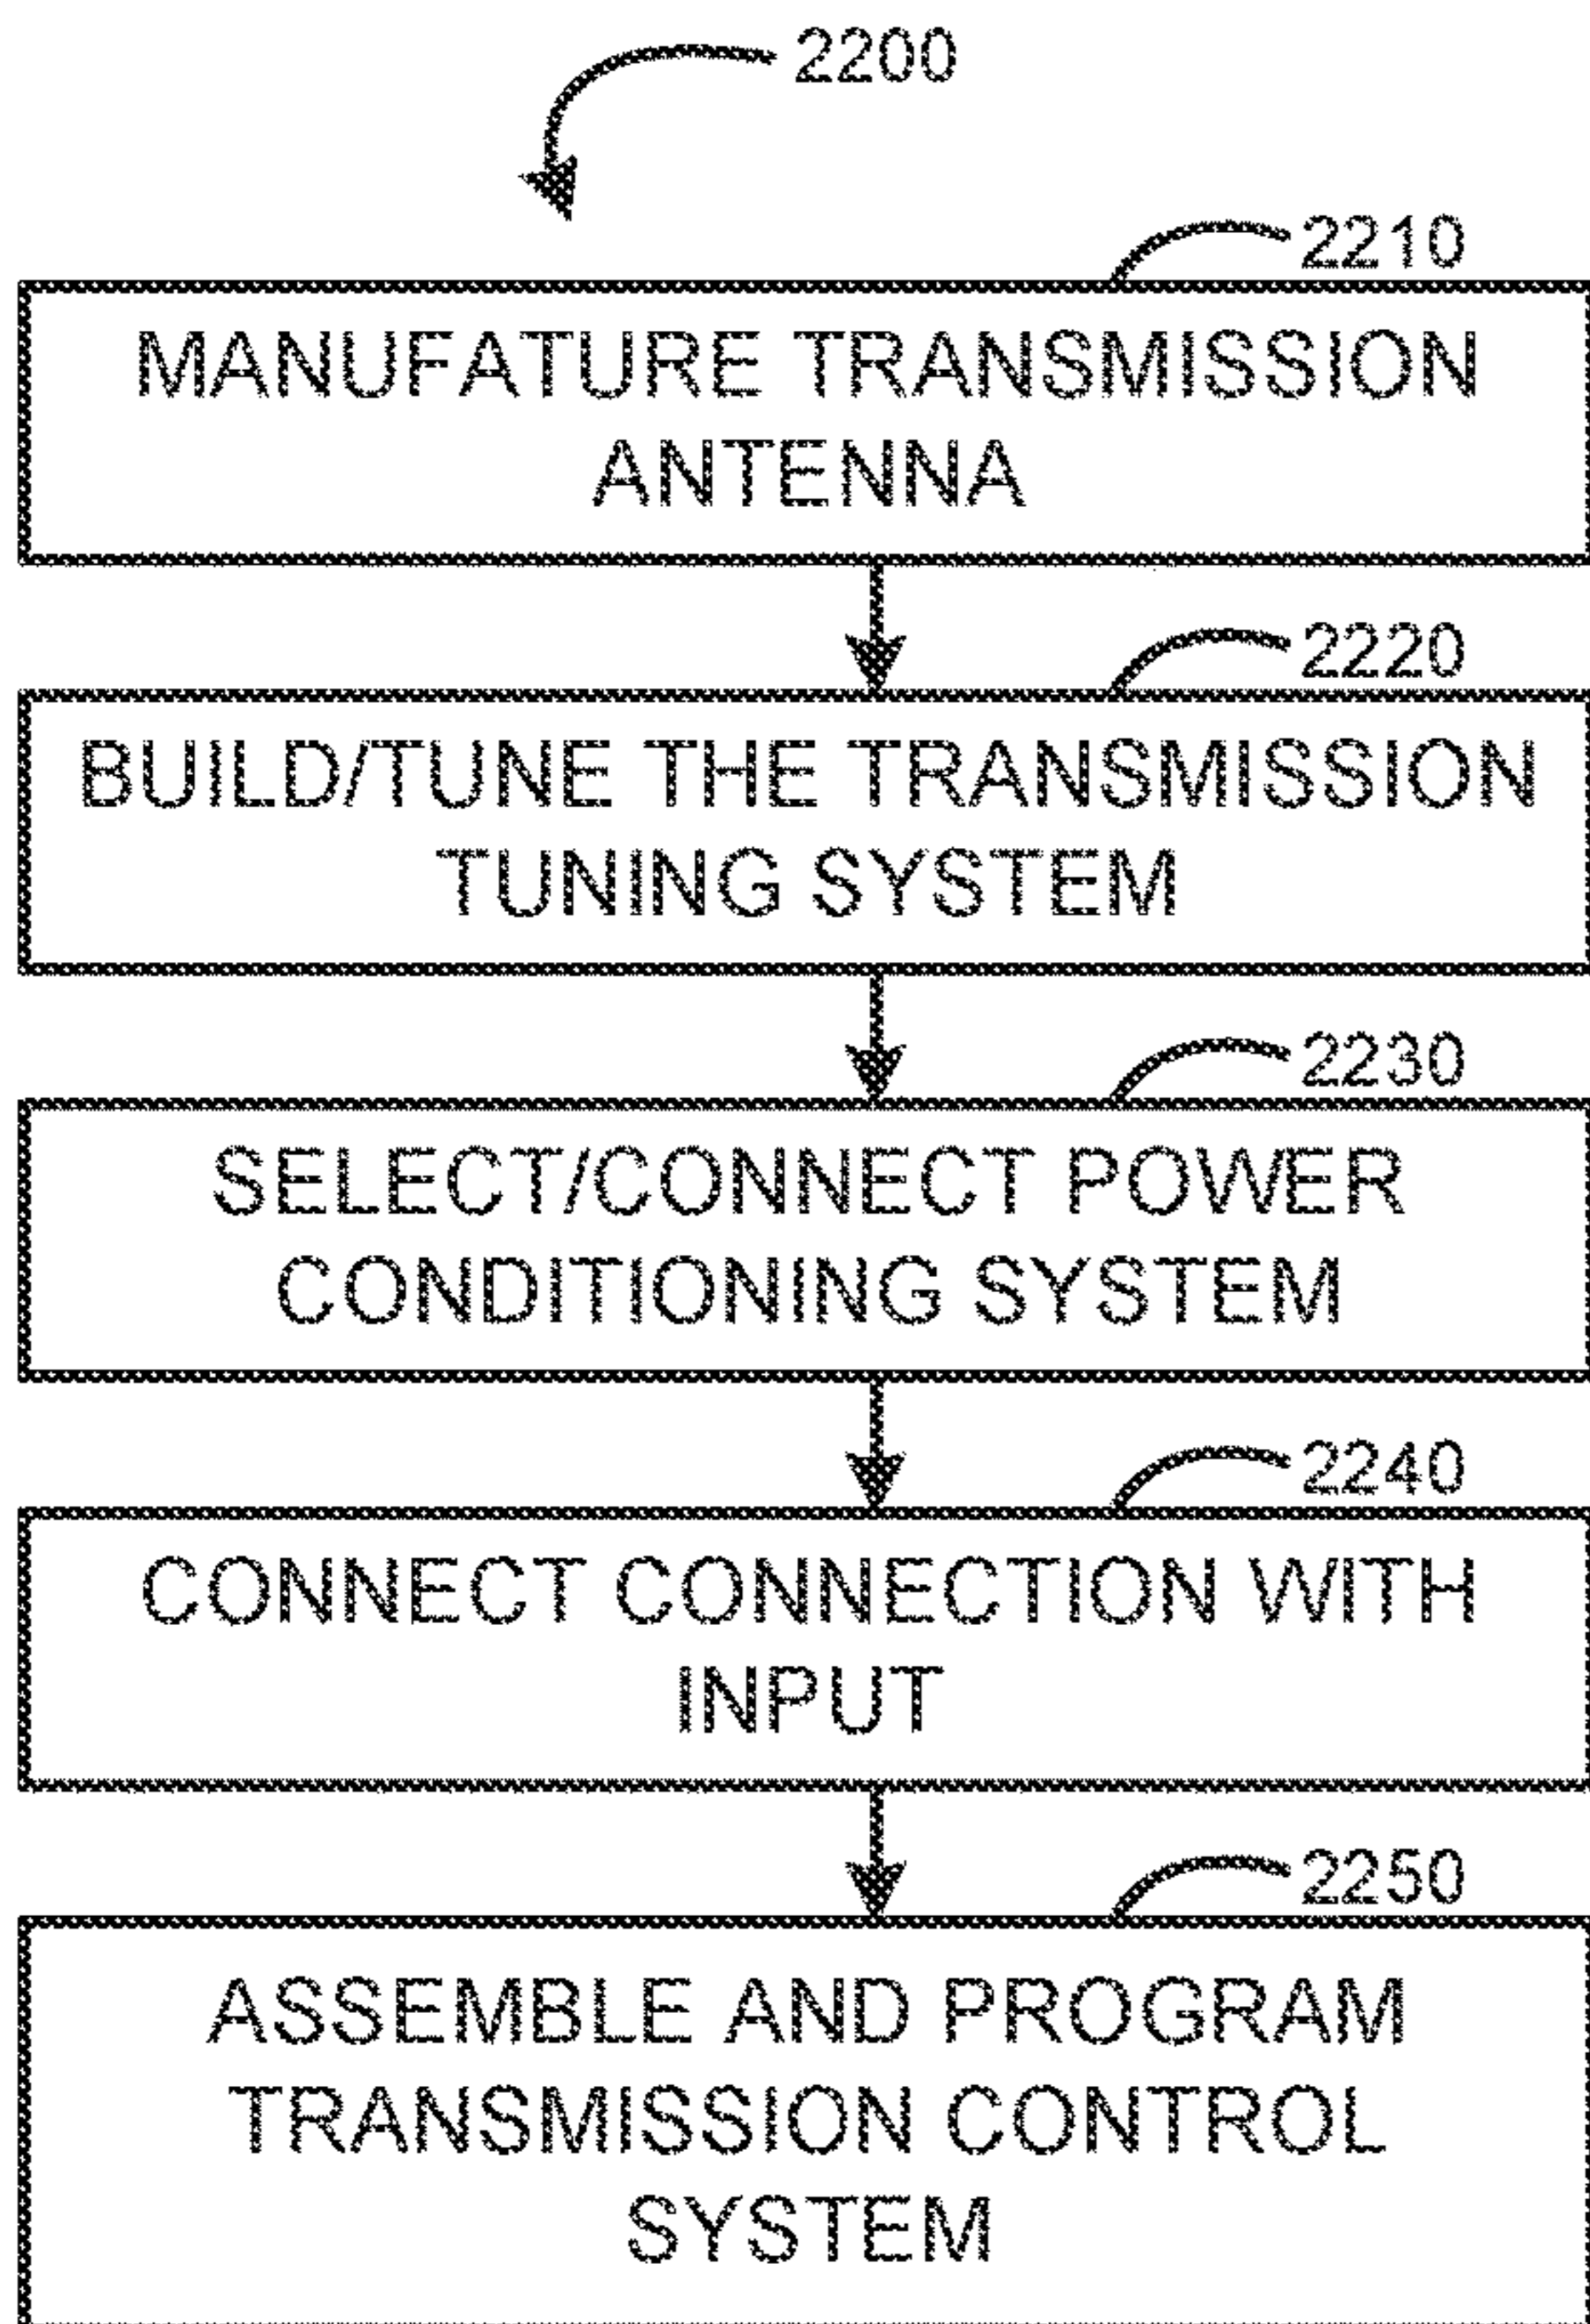 2200
2210
MANUFATURE TRANSMISSION
ANTENNA
2220
BUILD/TUNE THE TRANSMISSION
TUNING SYSTEM
2230
SELECT/CONNECT POWER
CONDITIONING SYSTEM
2240
CONNECT CONNECTION WITH
INPUT
2250
ASSEMBLE AND PROGRAM
TRANSMISSION CONTROL
SYSTEM